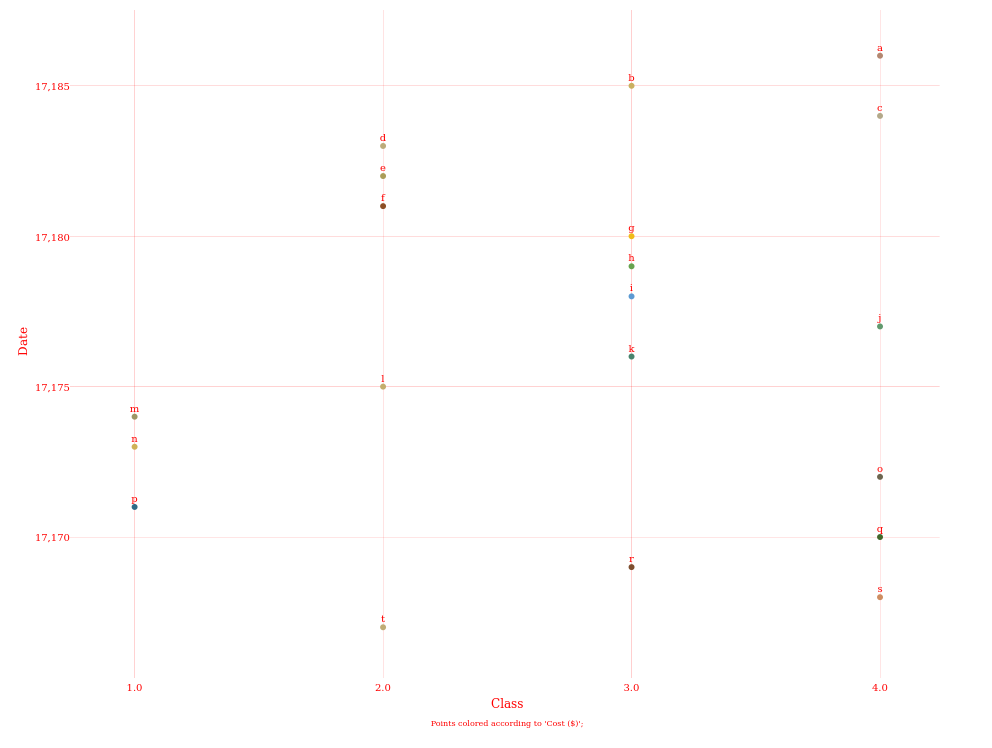 a
b
17,185
c
d
e
f
g
17,180
h
i
j
Date
k
l
17,175
m
n
o
p
q
17,170
r
s
t
1.0 2.0 3.0 4.0
Class
Points colored according to 'Cost ($)';